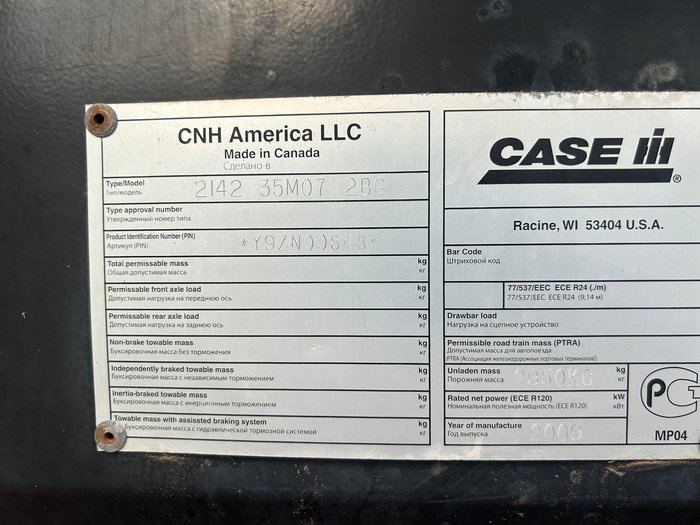 CNH America LLC
Made in Canada
Сделано в
Type/Model
Тип/модель
2142 35M07 2BG
Type approval number
Утвержденный номер типа
Product Identification Number (PIN)
Артикул (PIN)
Total permissable mass kg
Общая допустимая масса кг
Permissable front axle load kg
Допустимая нагрузка на переднюю ось кг
Permissable rear axle load kg
Допустимая нагрузка на заднюю ось кг
Non-brake towable mass kg
Буксировочная масса без торможения кг
Independently braked towable mass kg
Буксировочная масса с независимым торможением кг
Inertia-braked towable mass kg
Буксировочная масса с инерционным торможением кг
Towable mass with assissted braking system kg
Буксировочная масса с гидравлической тормозной системой кг
CASE IH
Racine, WI 53404 U.S.A.
Bar Code
Штриховой код
77/537/EEC ECE R24 (./m)
77/537/EEC ECE R24 (9,14 м)
Drawbar load
Нагрузка на сцепное устройство
Permissible road train mass (PTRA)
Допустимая масса для автопоезда
PTRA (Ассоциация железнодорожных портовых терминалов)
Unladen mass kg
Порожняя масса кг
2950KG
Rated net power (ECE R120) kW
Номинальная полезная мощность (ECE R120) кВт
Year of manufacture
Год выпуска
2009
MP04